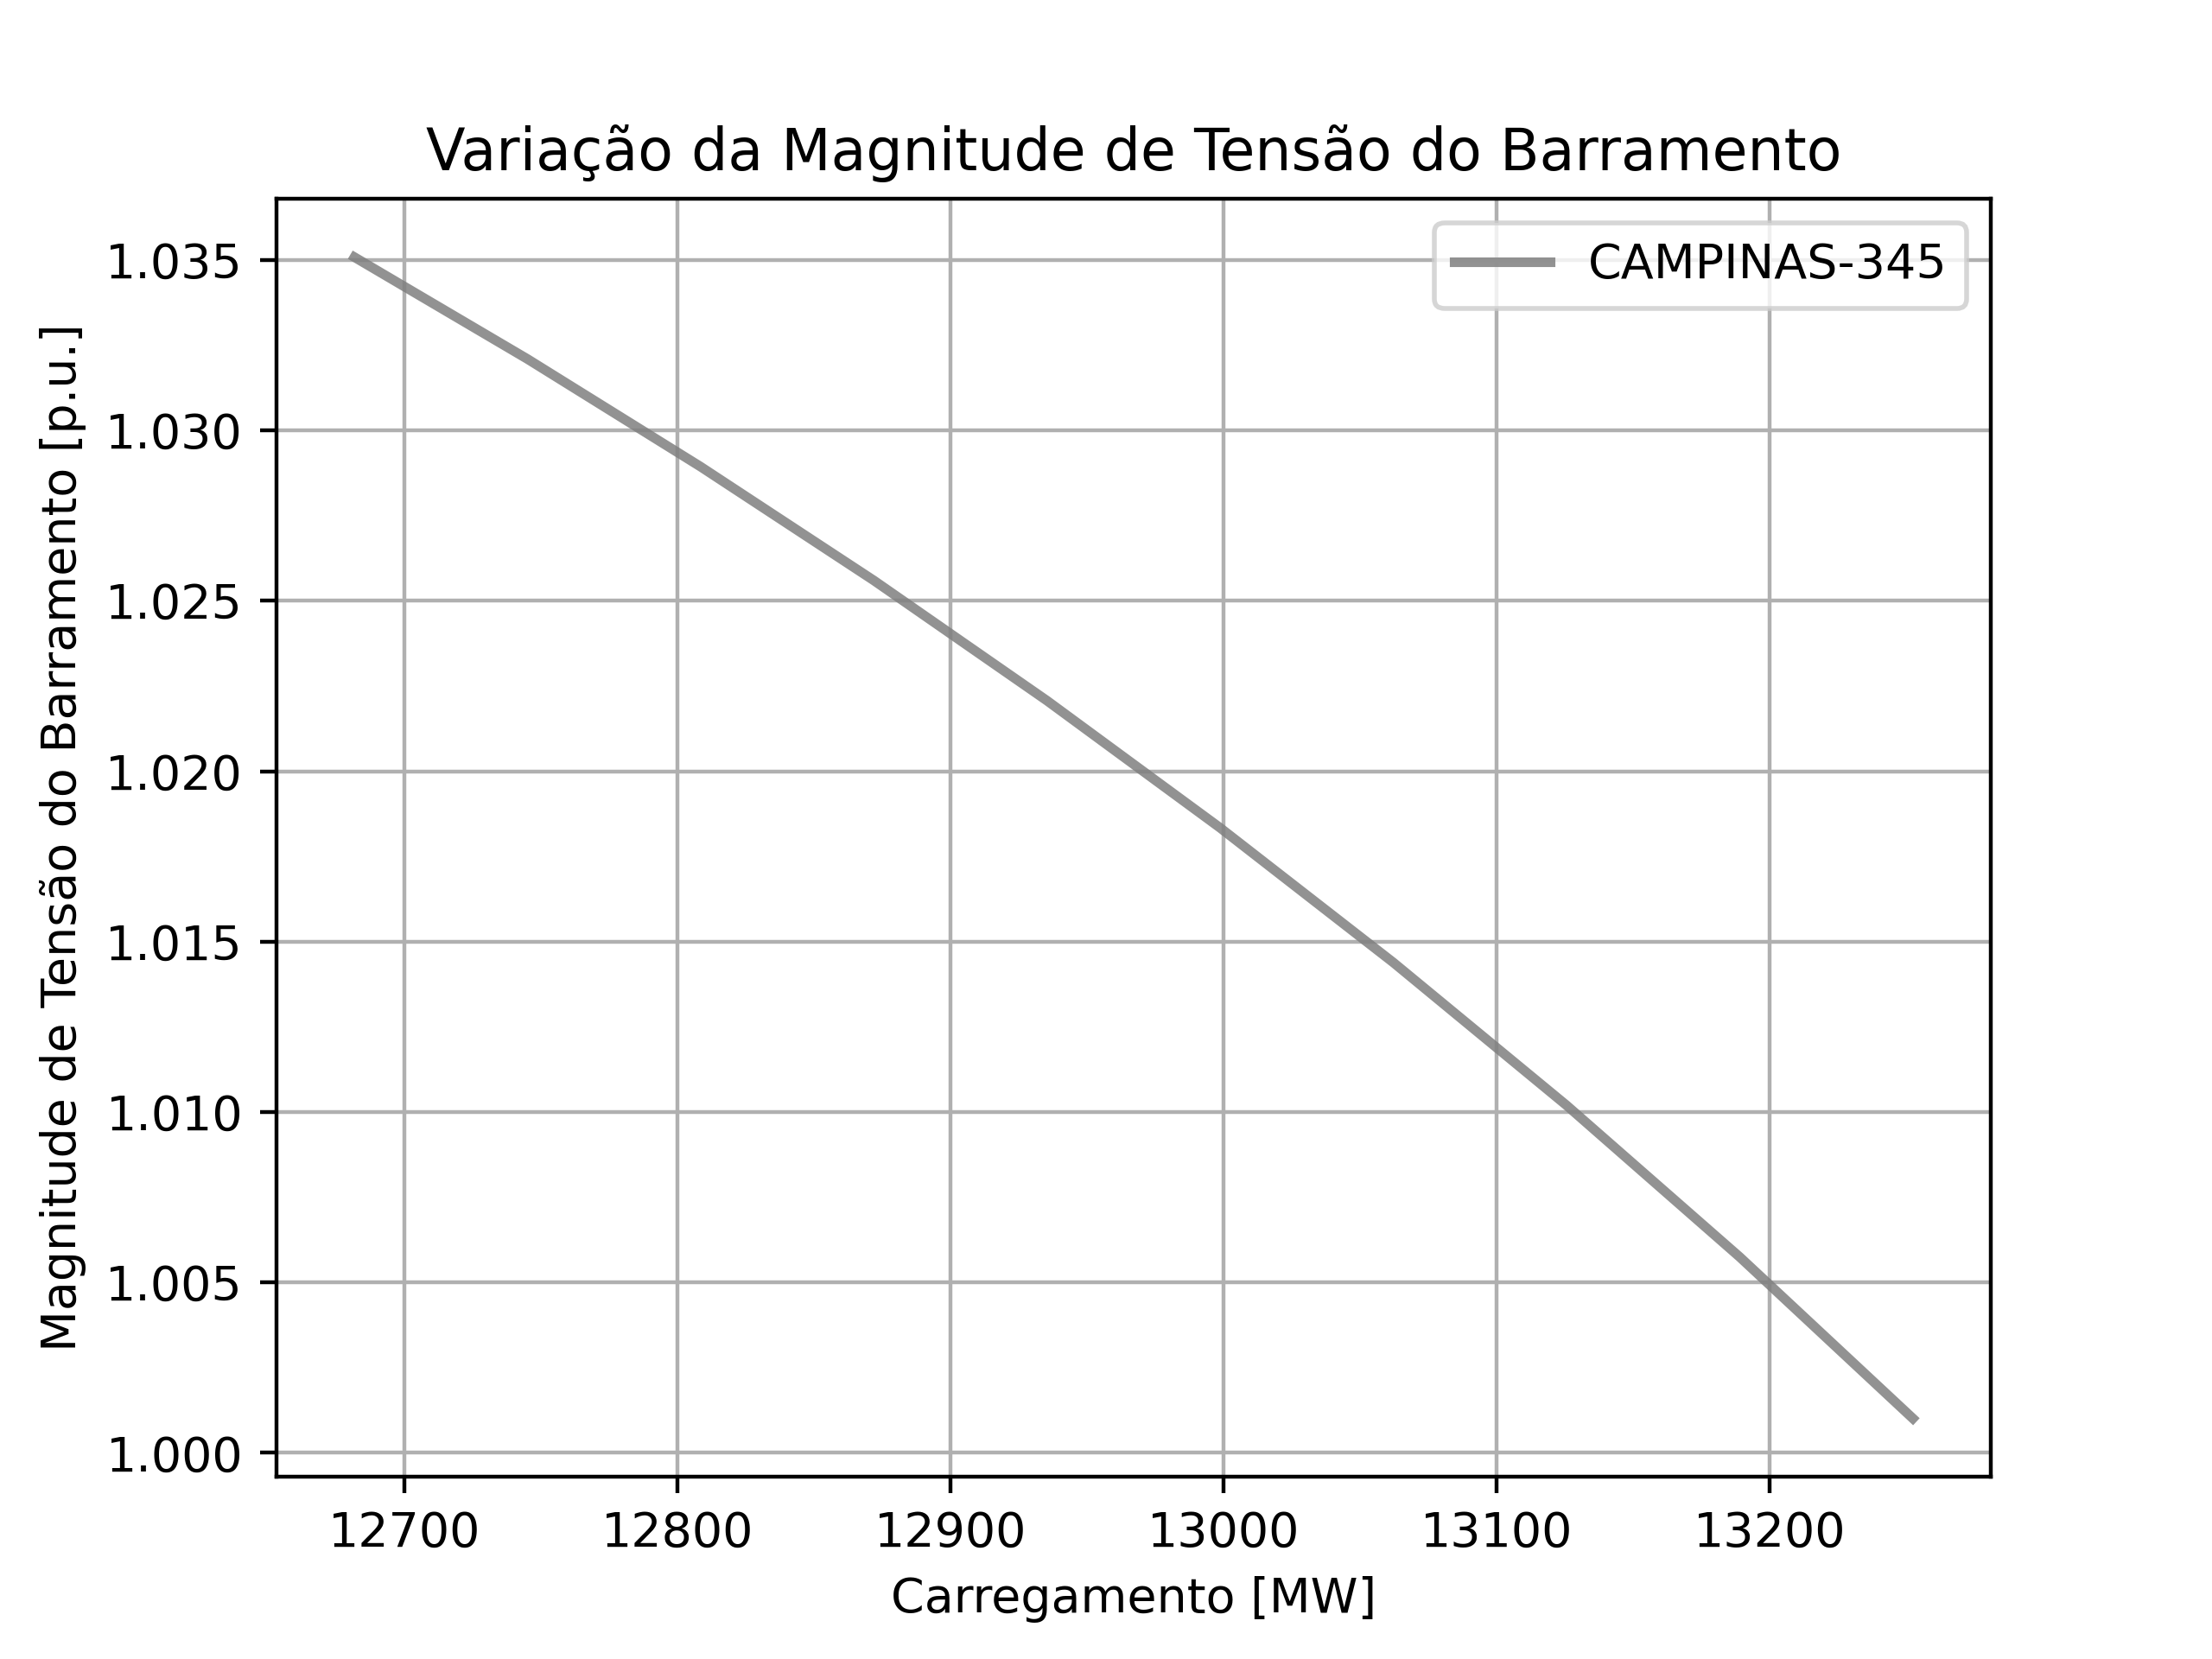 Variação da Magnitude de Tensão do Barramento
CAMPINAS-345
Magnitude de Tensão do Barramento [p.u.]
1.035
1.030
1.025
1.020
1.015
1.010
1.005
1.000
12700 12800 12900 13000 13100 13200
Carregamento [MW]